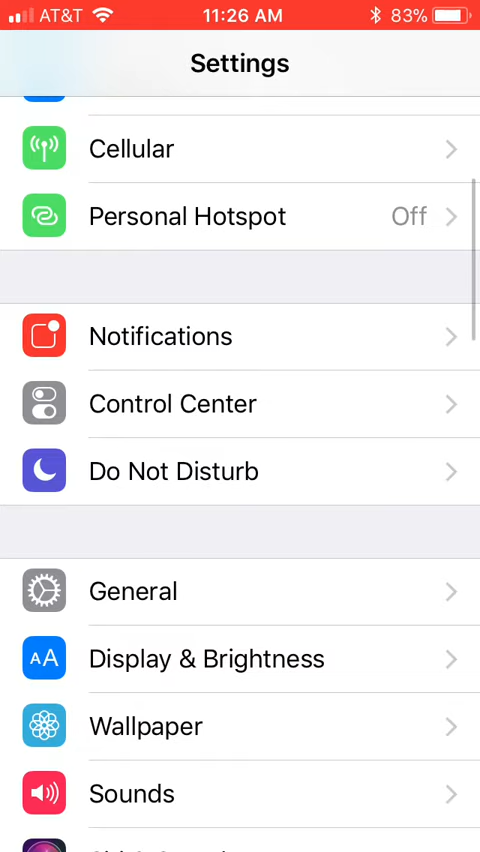 AT&T 11:26 AM 83%
Settings
Cellular
Personal Hotspot Off
Notifications
Control Center
Do Not Disturb
General
AA Display & Brightness
Wallpaper
Sounds